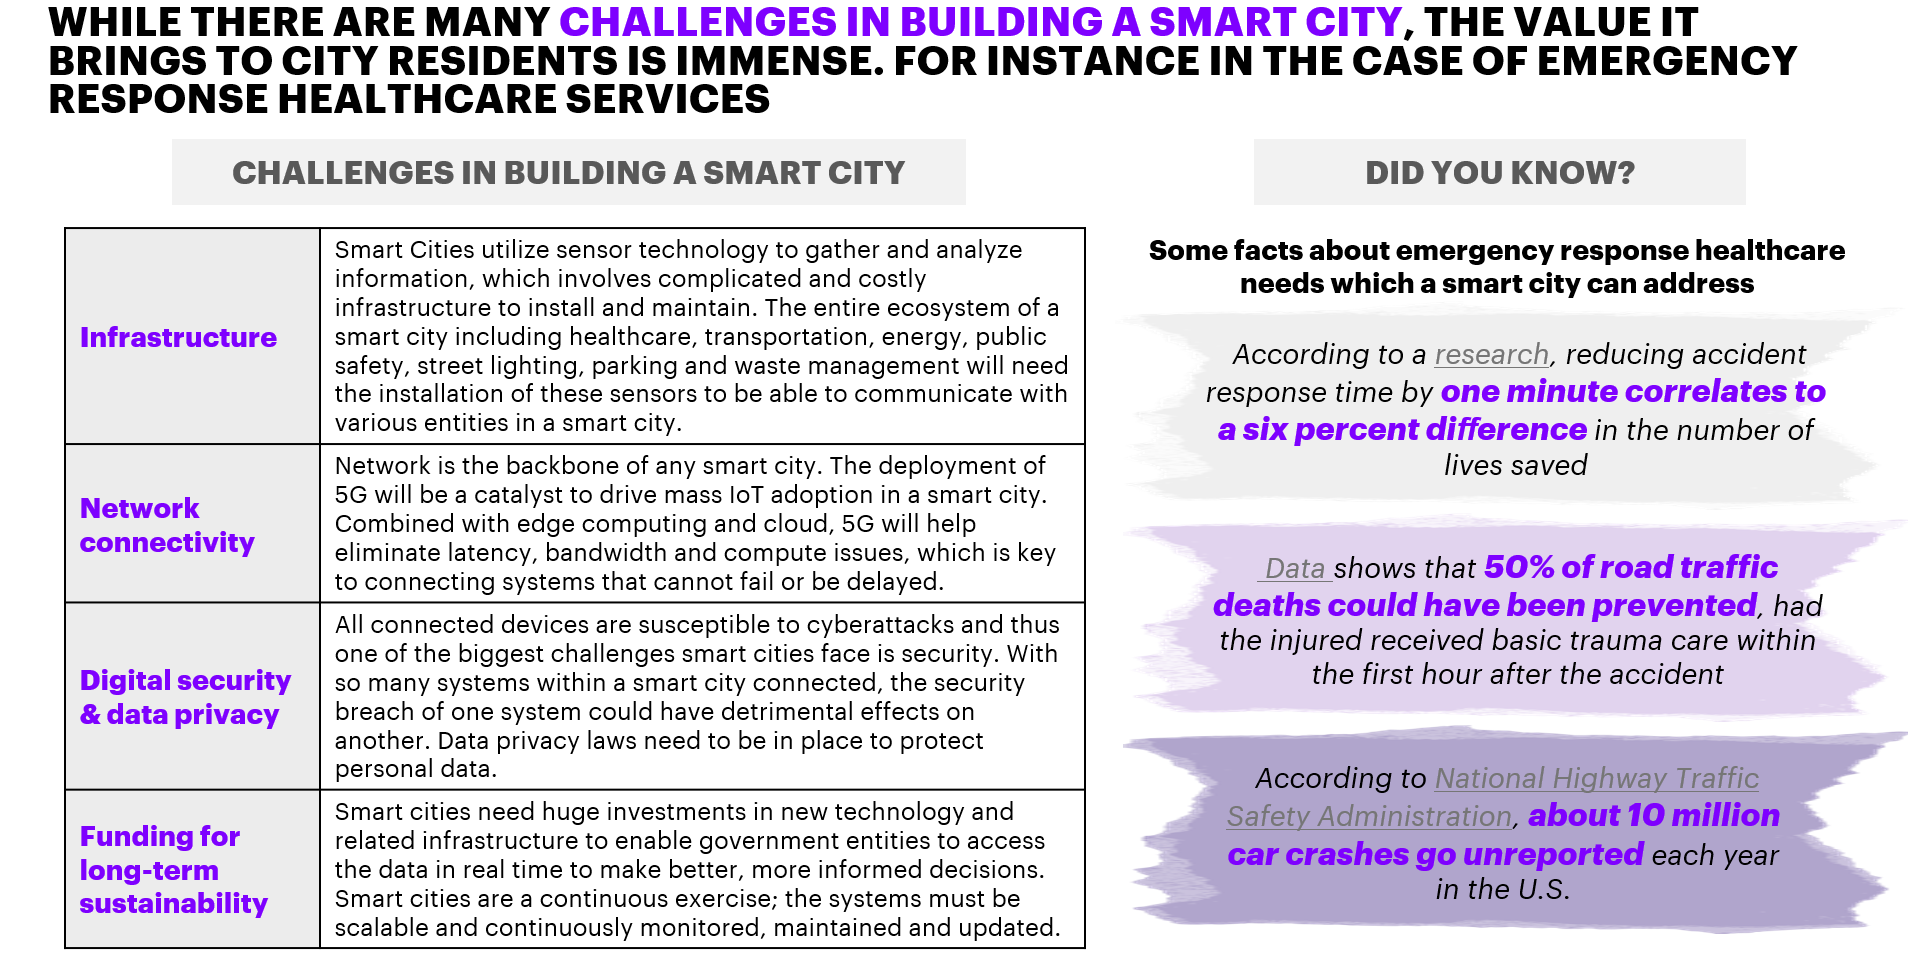 WHILE THERE ARE MANY CHALLENGES IN BUILDING A SMART CITY, THE VALUE IT
BRINGS TO CITY RESIDENTS IS IMMENSE. FOR INSTANCE IN THE CASE OF EMERGENCY
RESPONSE HEALTHCARE SERVICES
CHALLENGES IN BUILDING A SMART CITY
Infrastructure
Smart Cities utilize sensor technology to gather and analyze
information, which involves complicated and costly
infrastructure to install and maintain. The entire ecosystem of a
smart city including healthcare, transportation, energy, public
safety, street lighting, parking and waste management will need
the installation of these sensors to be able to communicate with
various entities in a smart city.
Network
connectivity
Network is the backbone of any smart city. The deployment of
5G will be a catalyst to drive mass IoT adoption in a smart city.
Combined with edge computing and cloud, 5G will help
eliminate latency, bandwidth and compute issues, which is key
to connecting systems that cannot fail or be delayed.
Digital security
& data privacy
All connected devices are susceptible to cyberattacks and thus
one of the biggest challenges smart cities face is security. With
so many systems within a smart city connected, the security
breach of one system could have detrimental effects on
another. Data privacy laws need to be in place to protect
personal data.
Funding for
long-term
sustainability
Smart cities need huge investments in new technology and
related infrastructure to enable government entities to access
the data in real time to make better, more informed decisions.
Smart cities are a continuous exercise; the systems must be
scalable and continuously monitored, maintained and updated.
DID YOU KNOW?
Some facts about emergency response healthcare
needs which a smart city can address
According to a research, reducing accident
response time by one minute correlates to
a six percent difference in the number of
lives saved
Data shows that 50% of road traffic
deaths could have been prevented, had
the injured received basic trauma care within
the first hour after the accident
According to National Highway Traffic
Safety Administration, about 10 million
car crashes go unreported each year
in the U.S.